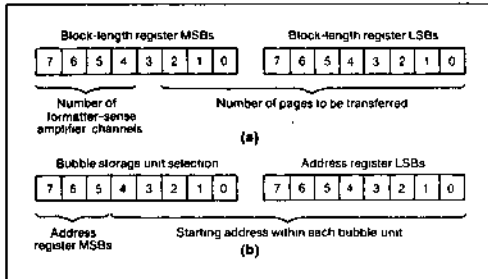 Block-length register MSBs Block-length register LSBs
7 6 5 4 3 2 1 0 7 6 5 4 3 2 1 0
Number of formatter-sense amplifier channels
Number of pages to be transferred
(a)
Bubble storage unit selection Address register LSBs
7 6 5 4 3 2 1 0 7 6 5 4 3 2 1 0
Address register MSBs
Starting address within each bubble unit
(b)